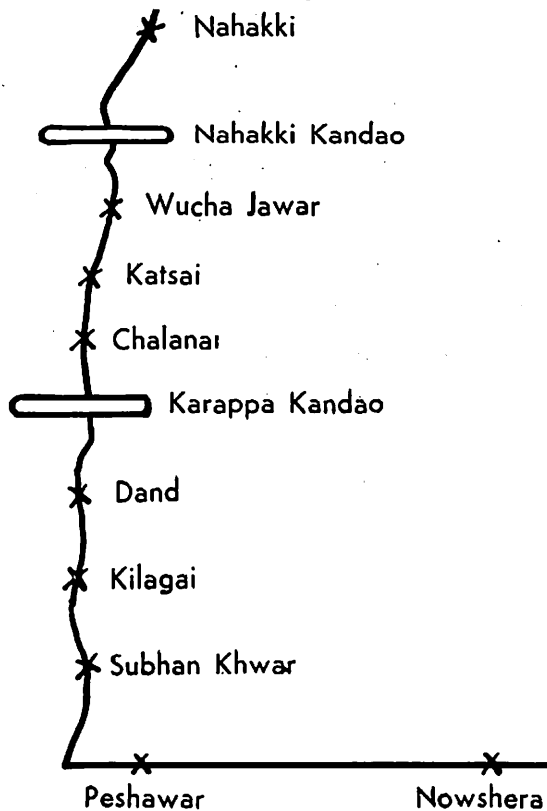 Nahakki
Nahakki Kandao
Wucha Jawar
Katsai
Chalanai
Karappa Kandao
Dand
Kilagai
Subhan Khwar
Peshawar Nowshera